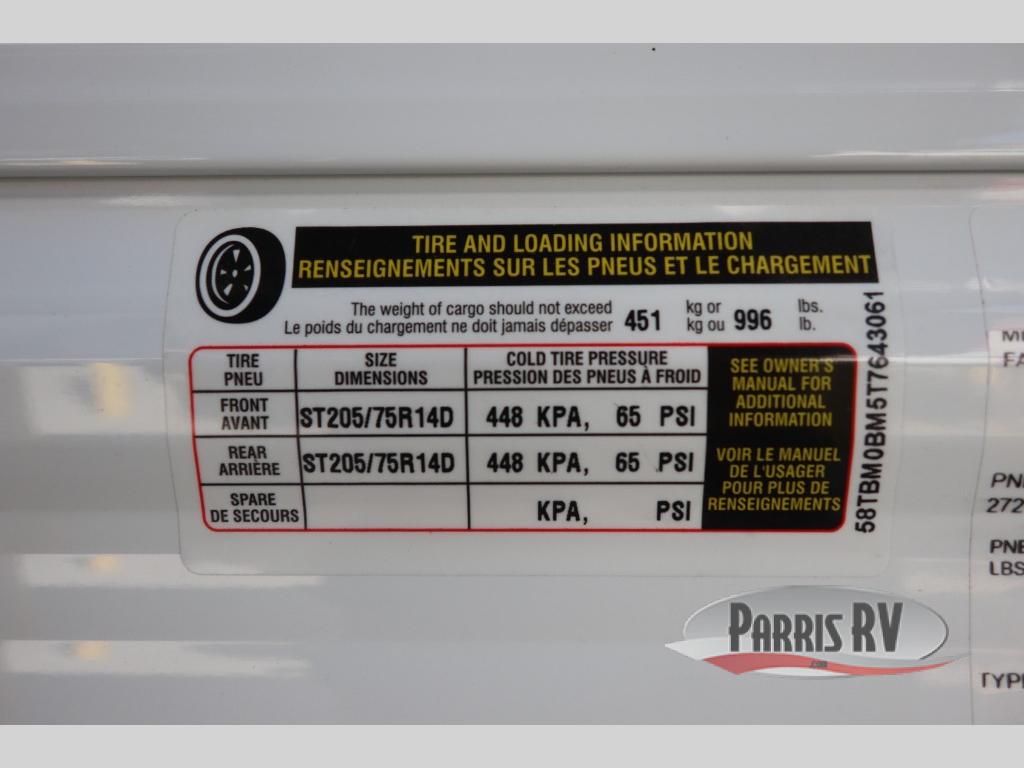 TIRE AND LOADING INFORMATION
RENSEIGNEMENTS SUR LES PNEUS ET LE CHARGEMENT
The weight of cargo should not exceed 451 kg or 996 lbs.
Le poids du chargement ne doit jamais dépasser kg ou lb.
TIRE PNEU SIZE DIMENSIONS COLD TIRE PRESSURE PRESSION DES PNEUS À FROID
FRONT AVANT ST205/75R14D 448 KPA, 65 PSI
REAR ARRIÈRE ST205/75R14D 448 KPA, 65 PSI
SPARE DE SECOURS KPA, PSI
SEE OWNER'S
MANUAL FOR
ADDITIONAL
INFORMATION
VOIR LE MANUEL
DE L'USAGER
POUR PLUS DE
RENSEIGNEMENTS
58TBM0BM5T7643061
272
LBS
PARRIS RV
.com